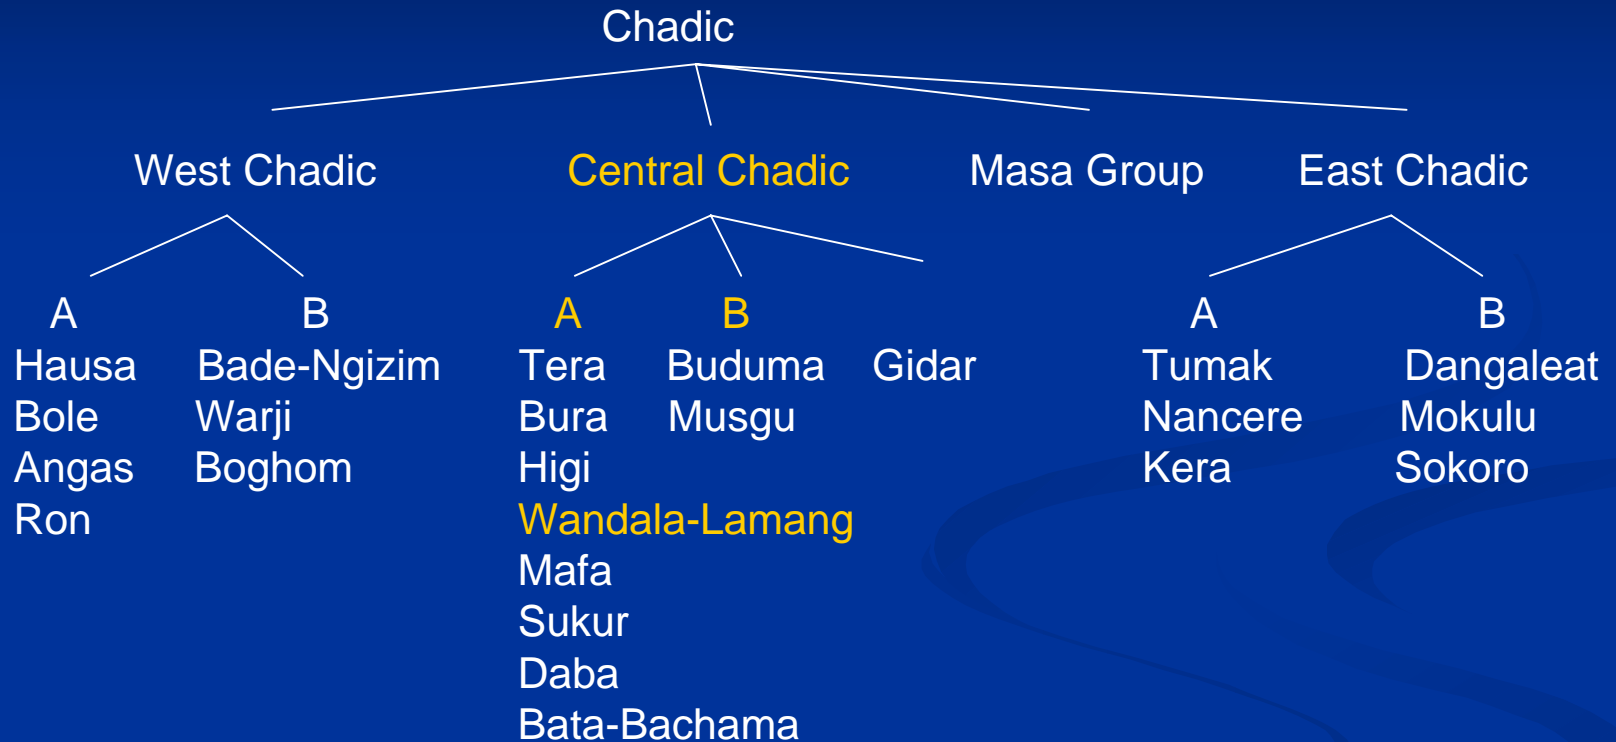 Chadic
West Chadic Central Chadic Masa Group East Chadic
A B A B A B
Hausa Bade-Ngizim Tera Buduma Gidar Tumak Dangaleat
Bole Warji Bura Musgu Nancere Mokulu
Angas Boghom Higi Kera Sokoro
Ron Wandala-Lamang
Mafa
Sukur
Daba
Bata-Bachama